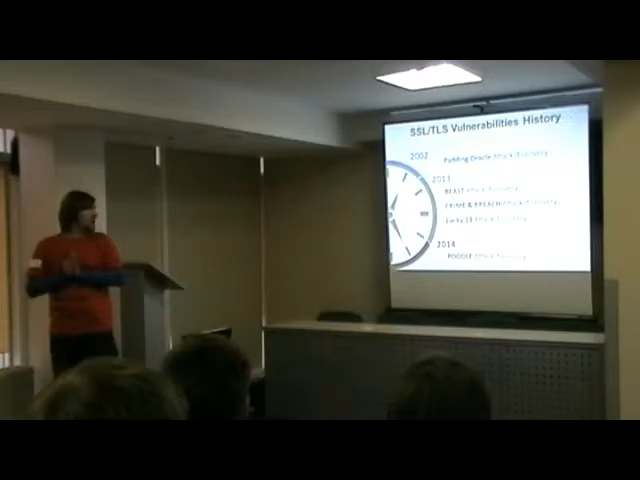 SSL/TLS Vulnerabilities History
2002
Padding Oracle Attack
2013
BEAST Attack
CRIME & BREACH Attack
Lucky 13 Attack
2014
POODLE Attack